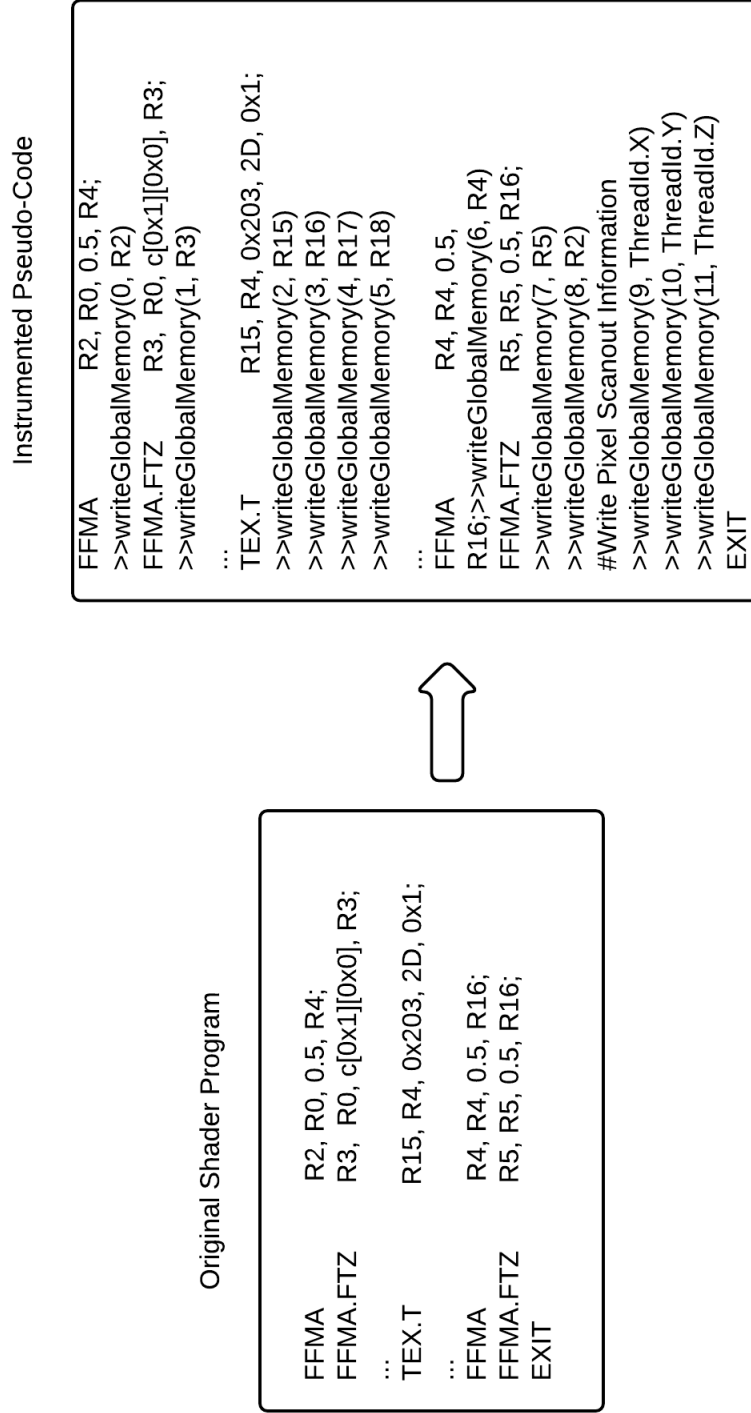 Original Shader Program
FFMA R2, R0, 0.5, R4;
FFMA.FTZ R3, R0, c[0x1][0x0], R3;
...
TEX.T R15, R4, 0x203, 2D, 0x1;
...
FFMA R4, R4, 0.5, R16;
FFMA.FTZ R5, R5, 0.5, R16;
EXIT
Instrumented Pseudo-Code
FFMA R2, R0, 0.5, R4;
>>writeGlobalMemory(0, R2)
FFMA.FTZ R3, R0, c[0x1][0x0], R3;
>>writeGlobalMemory(1, R3)
...
TEX.T R15, R4, 0x203, 2D, 0x1;
>>writeGlobalMemory(2, R15)
>>writeGlobalMemory(3, R16)
>>writeGlobalMemory(4, R17)
>>writeGlobalMemory(5, R18)
...
FFMA R4, R4, 0.5,
R16;>>writeGlobalMemory(6, R4)
FFMA.FTZ R5, R5, 0.5, R16;
>>writeGlobalMemory(7, R5)
>>writeGlobalMemory(8, R2)
#Write Pixel Scanout Information
>>writeGlobalMemory(9, ThreadId.X)
>>writeGlobalMemory(10, ThreadId.Y)
>>writeGlobalMemory(11, ThreadId.Z)
EXIT